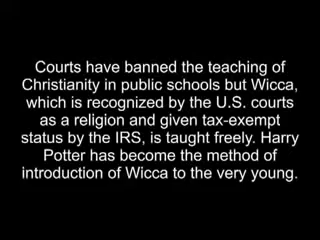 Courts have banned the teaching of
Christianity in public schools but Wicca,
which is recognized by the U.S. courts
as a religion and given tax-exempt
status by the IRS, is taught freely. Harry
Potter has become the method of
introduction of Wicca to the very young.